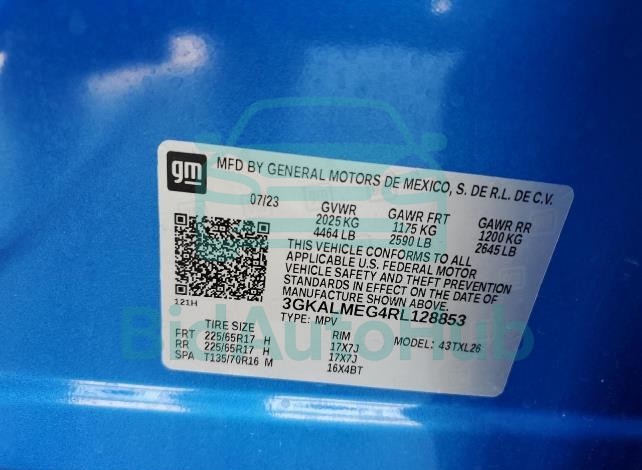 gm MFD BY GENERAL MOTORS DE MEXICO, S. DE R.L. DE C.V.
07/23 GVWR GAWR FRT GAWR RR
2025 KG 1175 KG 1200 KG
4464 LB 2590 LB 2645 LB
THIS VEHICLE CONFORMS TO ALL
APPLICABLE U.S. FEDERAL MOTOR
VEHICLE SAFETY AND THEFT PREVENTION
STANDARDS IN EFFECT ON THE DATE OF
MANUFACTURE SHOWN ABOVE.
121H 3GKALMEG4RL128853
TYPE: MPV MODEL: 43TXL26
TIRE SIZE RIM
FRT 225/65R17 H 17X7J
RR 225/65R17 H 17X7J
SPA T135/70R16 M 16X4BT
BidAutoHub